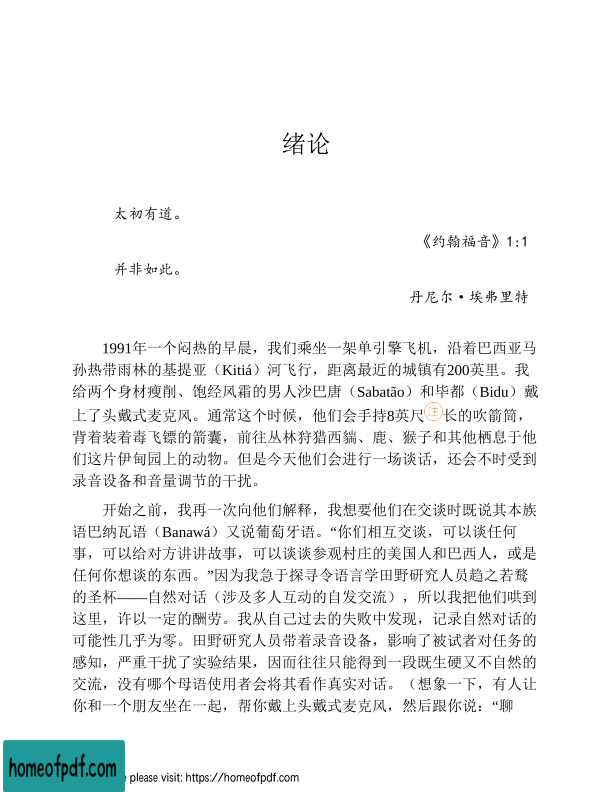 绪论
太初有道。
《约翰福音》1:1
并非如此。
丹尼尔·埃弗里特
1991年一个闷热的早晨，我们乘坐一架单引擎飞机，沿着巴西亚马
孙热带雨林的基提亚（Kitiá）河飞行，距离最近的城镇有200英里。我
给两个身材瘦削、饱经风霜的男人沙巴唐（Sabatão）和毕都（Bidu）戴
上了头戴式麦克风。通常这个时候，他们会手持8英尺注长的吹箭筒，
背着装着毒飞镖的箭囊，前往丛林狩猎西貒、鹿、猴子和其他栖息于他
们这片伊甸园上的动物。但是今天他们会进行一场谈话，还会不时受到
录音设备和音量调节的干扰。
开始之前，我再一次向他们解释，我想要他们在交谈时既说其本族
语巴纳瓦语（Banawá）又说葡萄牙语。“你们相互交谈，可以谈任何
事，可以给对方讲讲故事，可以谈谈参观村庄的美国人和巴西人，或是
任何你想谈的东西。”因为我急于探寻令语言学田野研究人员趋之若鹜
的圣杯——自然对话（涉及多人互动的自发交流），所以我把他们哄到
这里，许以一定的酬劳。我从自己过去的失败中发现，记录自然对话的
可能性几乎为零。田野研究人员带着录音设备，影响了被试者对任务的
感知，严重干扰了实验结果，因而往往只能得到一段既生硬又不自然的
交流，没有哪个母语使用者会将其看作真实对话。（想象一下，有人让
你和一个朋友坐在一起，帮你戴上头戴式麦克风，然后跟你说：“聊
homeofpdf.com
e please visit: https://homeofpdf.com